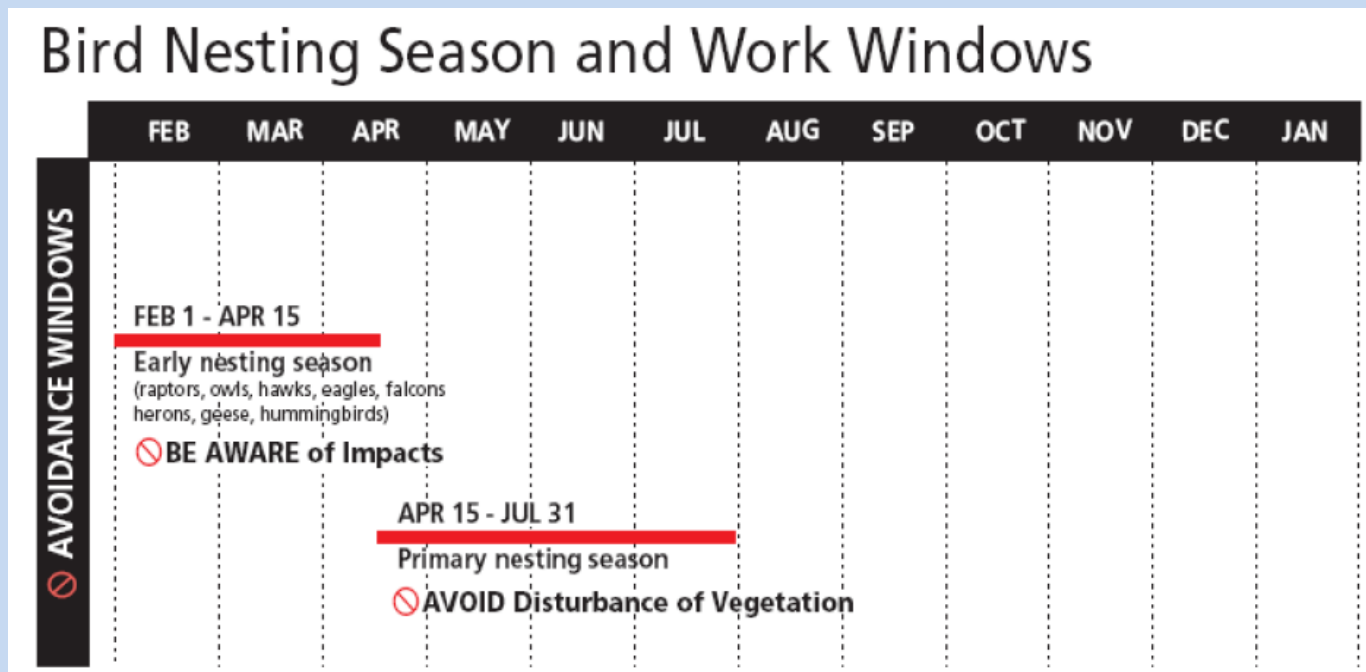 Bird Nesting Season and Work Windows
FEB MAR APR MAY JUN JUL AUG SEP OCT NOV DEC JAN
AVOIDANCE WINDOWS
FEB 1 - APR 15
Early nesting season
(raptors, owls, hawks, eagles, falcons
herons, geese, hummingbirds)
BE AWARE of Impacts
APR 15 - JUL 31
Primary nesting season
AVOID Disturbance of Vegetation